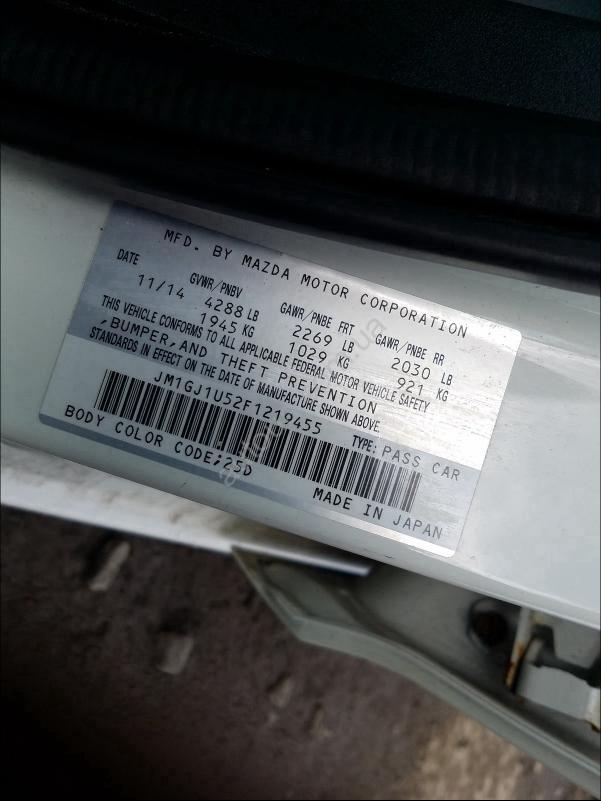 MFD. BY MAZDA MOTOR CORPORATION
DATE GVWR/PNBV GAWR/PNBE FRT GAWR/PNBE RR
11/14 4288 LB 2269 LB 2030 LB
1945 KG 1029 KG 921 KG
THIS VEHICLE CONFORMS TO ALL APPLICABLE FEDERAL MOTOR VEHICLE SAFETY
,BUMPER,AND THEFT PREVENTION
STANDARDS IN EFFECT ON THE DATE OF MANUFACTURE SHOWN ABOVE.
JM1GJ1U52F1219455 TYPE: PASS CAR
BODY COLOR CODE;25D MADE IN JAPAN